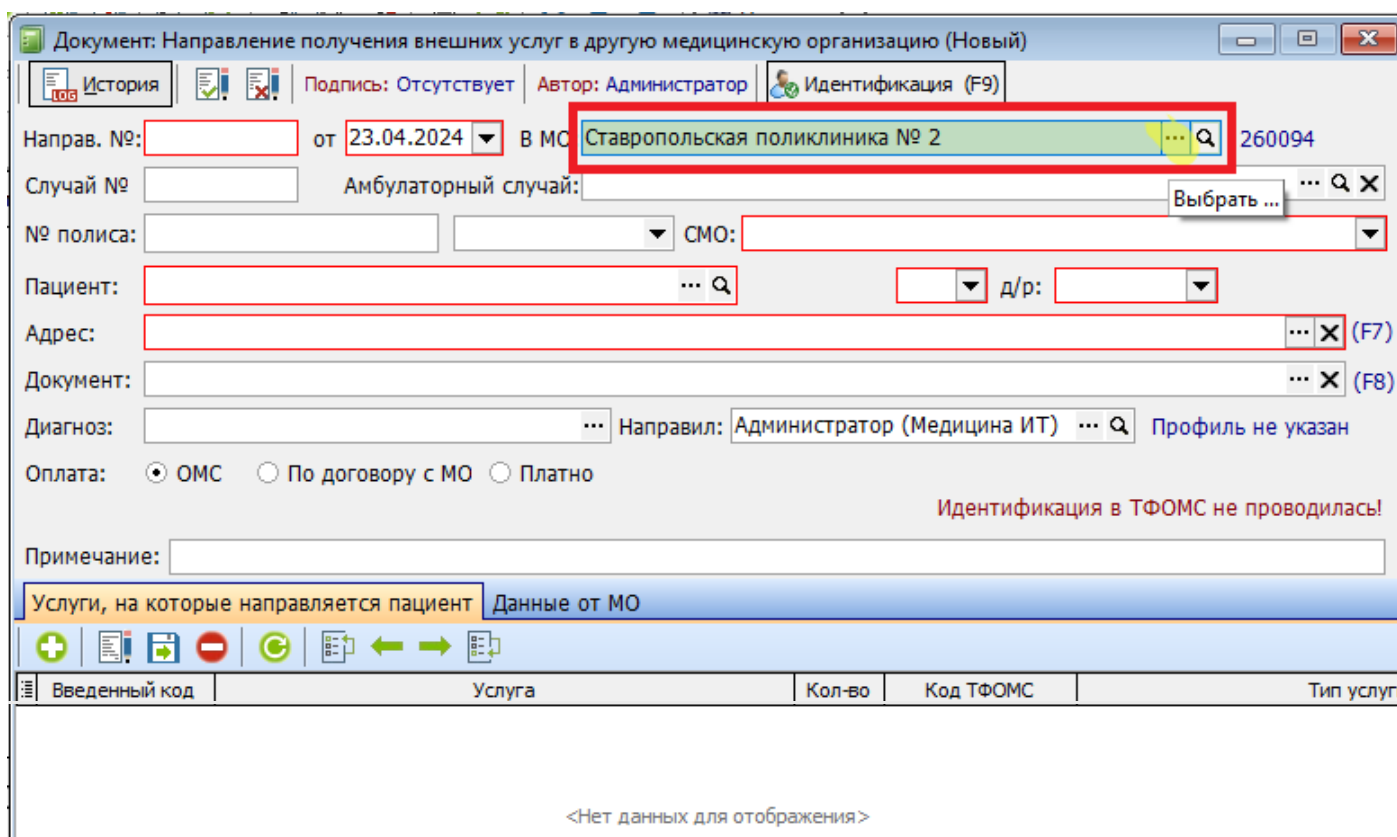 Документ: Направление получения внешних услуг в другую медицинскую организацию (Новый)
LOG История Подпись: Отсутствует Автор: Администратор Идентификация (F9)
Направ. №: от 23.04.2024 В МО Ставропольская поликлиника № 2 ... 260094
Случай № Амбулаторный случай: ...
Выбрать ...
№ полиса: СМО:
Пациент: ... д/р:
Адрес: ... (F7)
Документ: ... (F8)
Диагноз: ... Направил: Администратор (Медицина ИТ) ... Профиль не указан
Оплата: ОМС По договору с МО Платно
Идентификация в ТФОМС не проводилась!
Примечание:
Услуги, на которые направляется пациент Данные от МО
Введенный код Услуга Кол-во Код ТФОМС Тип услуг
<Нет данных для отображения>